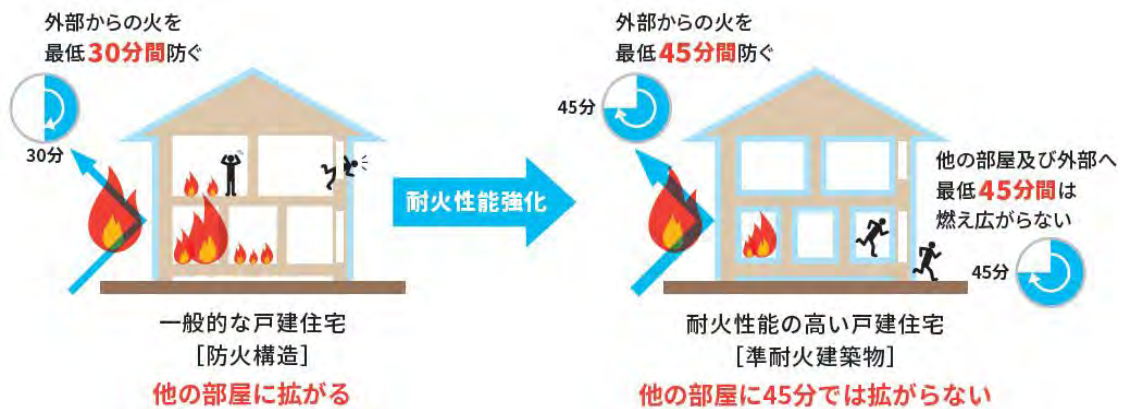 外部からの火を
最低30分間防ぐ
30分
一般的な戸建住宅
[防火構造]
他の部屋に拡がる
耐火性能強化
外部からの火を
最低45分間防ぐ
45分
他の部屋及び外部へ
最低45分間は
燃え広がらない
45分
耐火性能の高い戸建住宅
[準耐火建築物]
他の部屋に45分では拡がらない